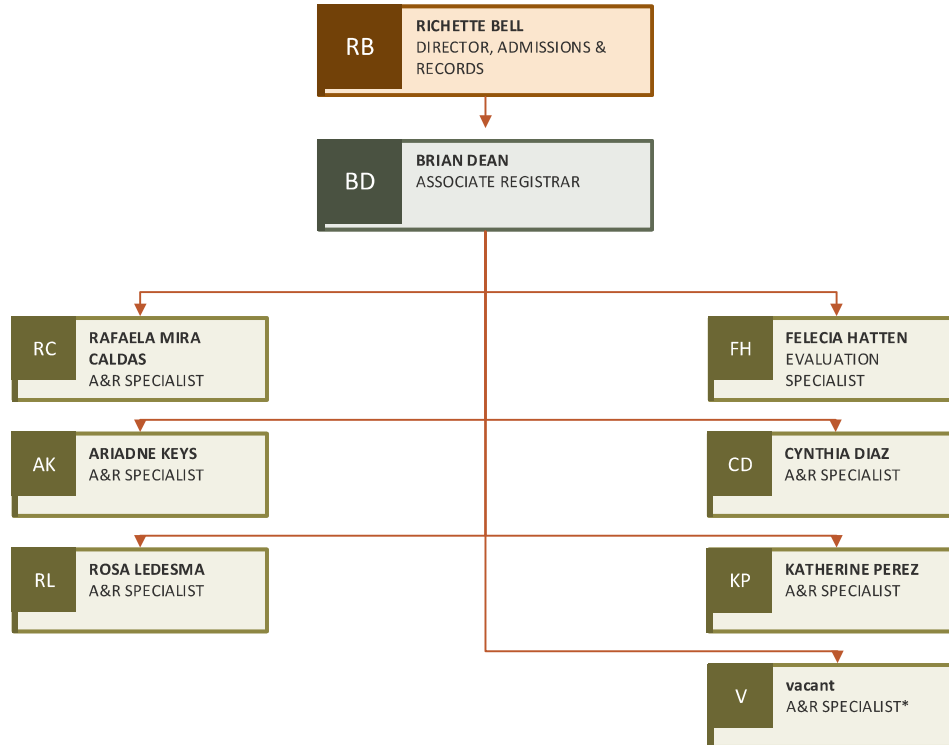 RB
RICHETTE BELL
DIRECTOR, ADMISSIONS &
RECORDS
BD
BRIAN DEAN
ASSOCIATE REGISTRAR
RC
RAFAELA MIRA
CALDAS
A&R SPECIALIST
FH
FELECIA HATTEN
EVALUATION
SPECIALIST
AK
ARIADNE KEYS
A&R SPECIALIST
CD
CYNTHIA DIAZ
A&R SPECIALIST
RL
ROSA LEDESMA
A&R SPECIALIST
KP
KATHERINE PEREZ
A&R SPECIALIST
V
vacant
A&R SPECIALIST*